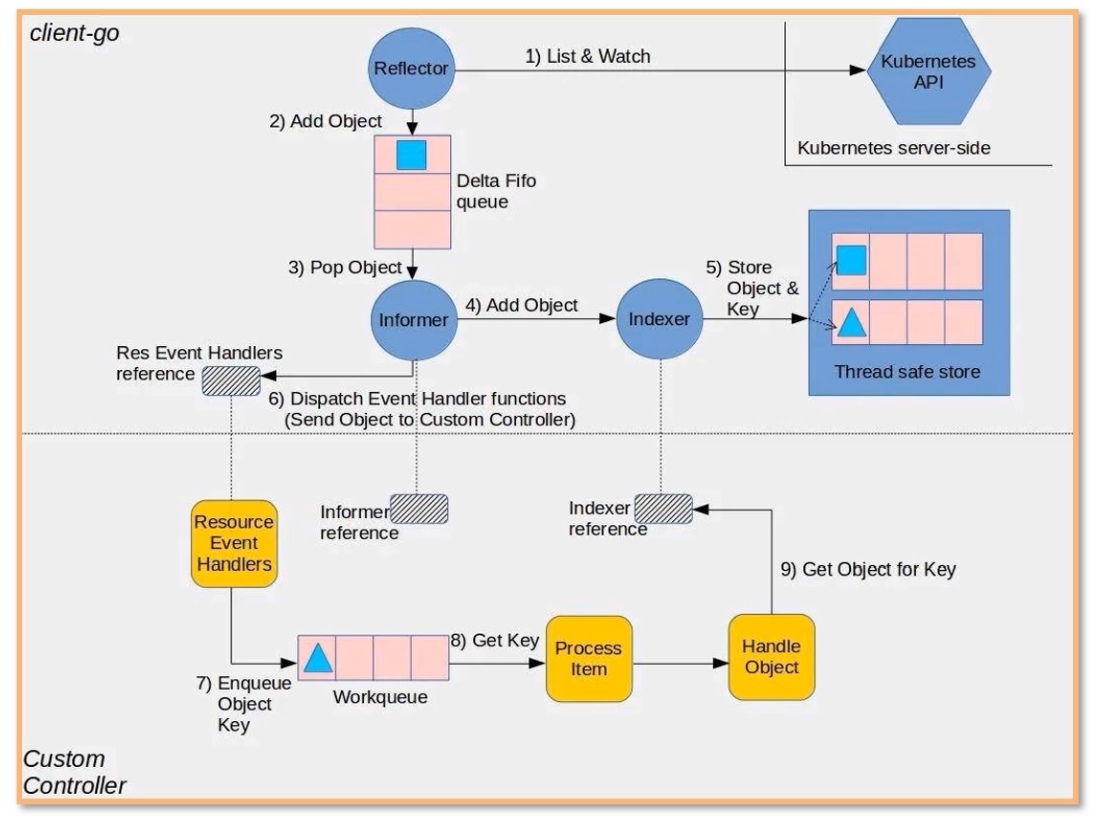 client-go
Reflector
1) List & Watch
Kubernetes
API
Kubernetes server-side
2) Add Object
Delta Fifo
queue
3) Pop Object
Informer
4) Add Object
Indexer
5) Store
Object &
Key
Thread safe store
Res Event Handlers
reference
6) Dispatch Event Handler functions
(Send Object to Custom Controller)
Resource
Event
Handlers
Informer
reference
Indexer
reference
9) Get Object for Key
7) Enqueue
Object
Key
Workqueue
8) Get Key
Process
Item
Handle
Object
Custom
Controller